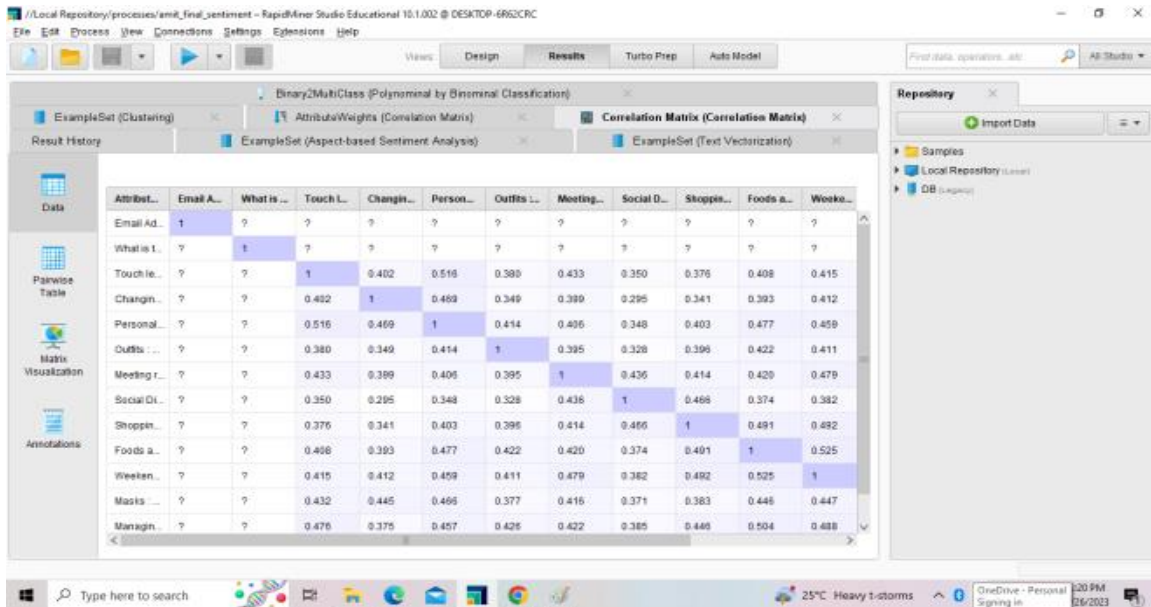 //Local Repository/processes/amit_final_sentiment – RapidMiner Studio Educational 10.1.002 @ DESKTOP-6R62CRC
File Edit Process View Connections Settings Extensions Help
Views: Design Results Turbo Prep Auto Model Find data, operators...etc All Studio
Binary2MultiClass (Polynominal by Binominal Classification)
ExampleSet (Clustering) AttributeWeights (Correlation Matrix) Correlation Matrix (Correlation Matrix)
Result History ExampleSet (Aspect-based Sentiment Analysis) ExampleSet (Text Vectorization)
Repository
Import Data
Samples
Local Repository (Local)
DB (Legacy)
Data
Pairwise Table
Matrix Visualization
Annotations
Attribut... Email A... What is ... Touch l... Changin... Person... Outfits :... Meeting... Social D... Shoppin... Foods a... Weeke...
Email Ad... 1 ? ? ? ? ? ? ? ? ? ?
What is t... ? 1 ? ? ? ? ? ? ? ? ?
Touch le... ? ? 1 0.402 0.516 0.380 0.433 0.350 0.376 0.408 0.415
Changin... ? ? 0.402 1 0.469 0.349 0.399 0.295 0.341 0.393 0.412
Personal... ? ? 0.516 0.469 1 0.414 0.406 0.348 0.403 0.477 0.459
Outfits :... ? ? 0.380 0.349 0.414 1 0.395 0.328 0.396 0.422 0.411
Meeting r... ? ? 0.433 0.399 0.406 0.395 1 0.436 0.414 0.420 0.479
Social Di... ? ? 0.350 0.295 0.348 0.328 0.436 1 0.466 0.374 0.382
Shoppin... ? ? 0.376 0.341 0.403 0.396 0.414 0.466 1 0.491 0.492
Foods a... ? ? 0.408 0.393 0.477 0.422 0.420 0.374 0.491 1 0.525
Weeken... ? ? 0.415 0.412 0.459 0.411 0.479 0.382 0.492 0.525 1
Masks :... ? ? 0.432 0.445 0.466 0.377 0.416 0.371 0.383 0.446 0.447
Managin... ? ? 0.476 0.375 0.457 0.426 0.422 0.385 0.446 0.504 0.488
Type here to search 25°C Heavy t-storms
OneDrive - Personal
Signing in
:20 PM
26/2023